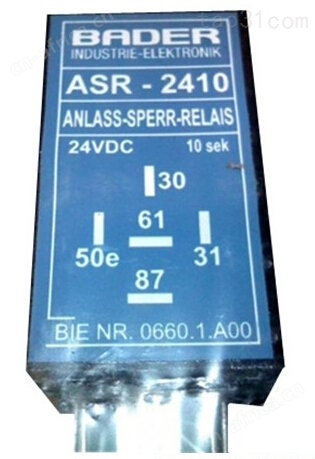 BADER
INDUSTRIE-ELEKTRONIK
ASR - 2410
ANLASS-SPERR-RELAIS
24VDC 10 sek
30
61
50e 31
87
BIE NR. 0660.1.A00